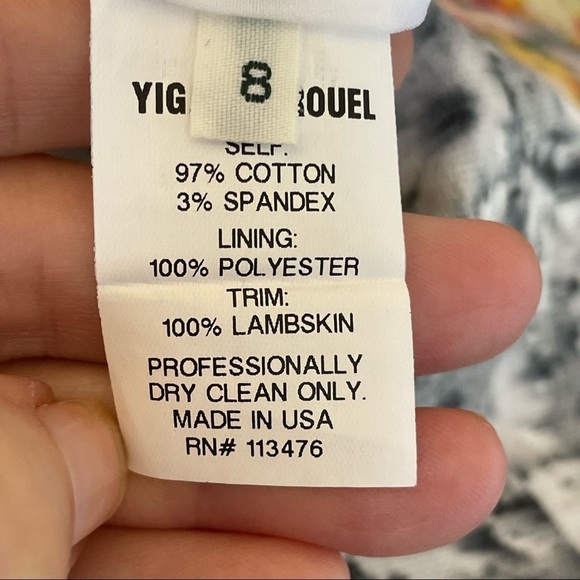 8
YIG ROUEL
SELF:
97% COTTON
3% SPANDEX
LINING:
100% POLYESTER
TRIM:
100% LAMBSKIN
PROFESSIONALLY
DRY CLEAN ONLY.
MADE IN USA
RN# 113476